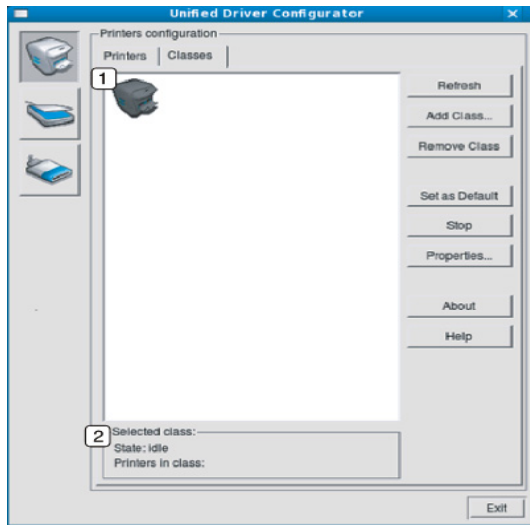 Unified Driver Configurator
Printers configuration
Printers
Classes
1
Refresh
Add Class...
Remove Class
Set as Default
Stop
Properties...
About
Help
2
Selected class:
State: idle
Printers in class:
Exit